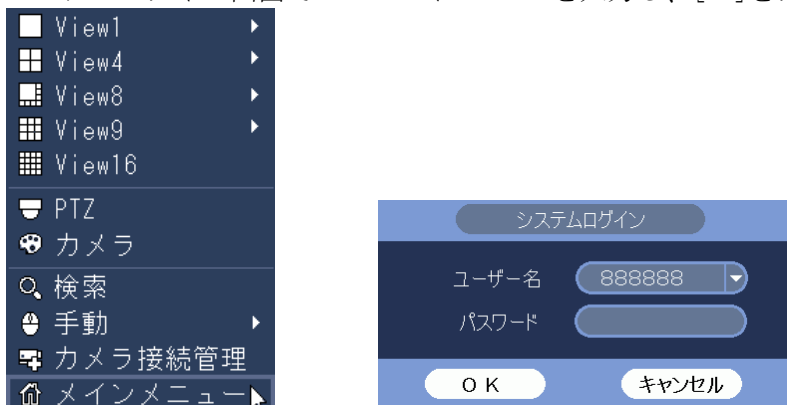 View1
View4
View8
View9
View16
PTZ
カメラ
検索
手動
カメラ接続管理
メインメニュー
システムログイン
ユーザー名 888888
パスワード
OK キャンセル